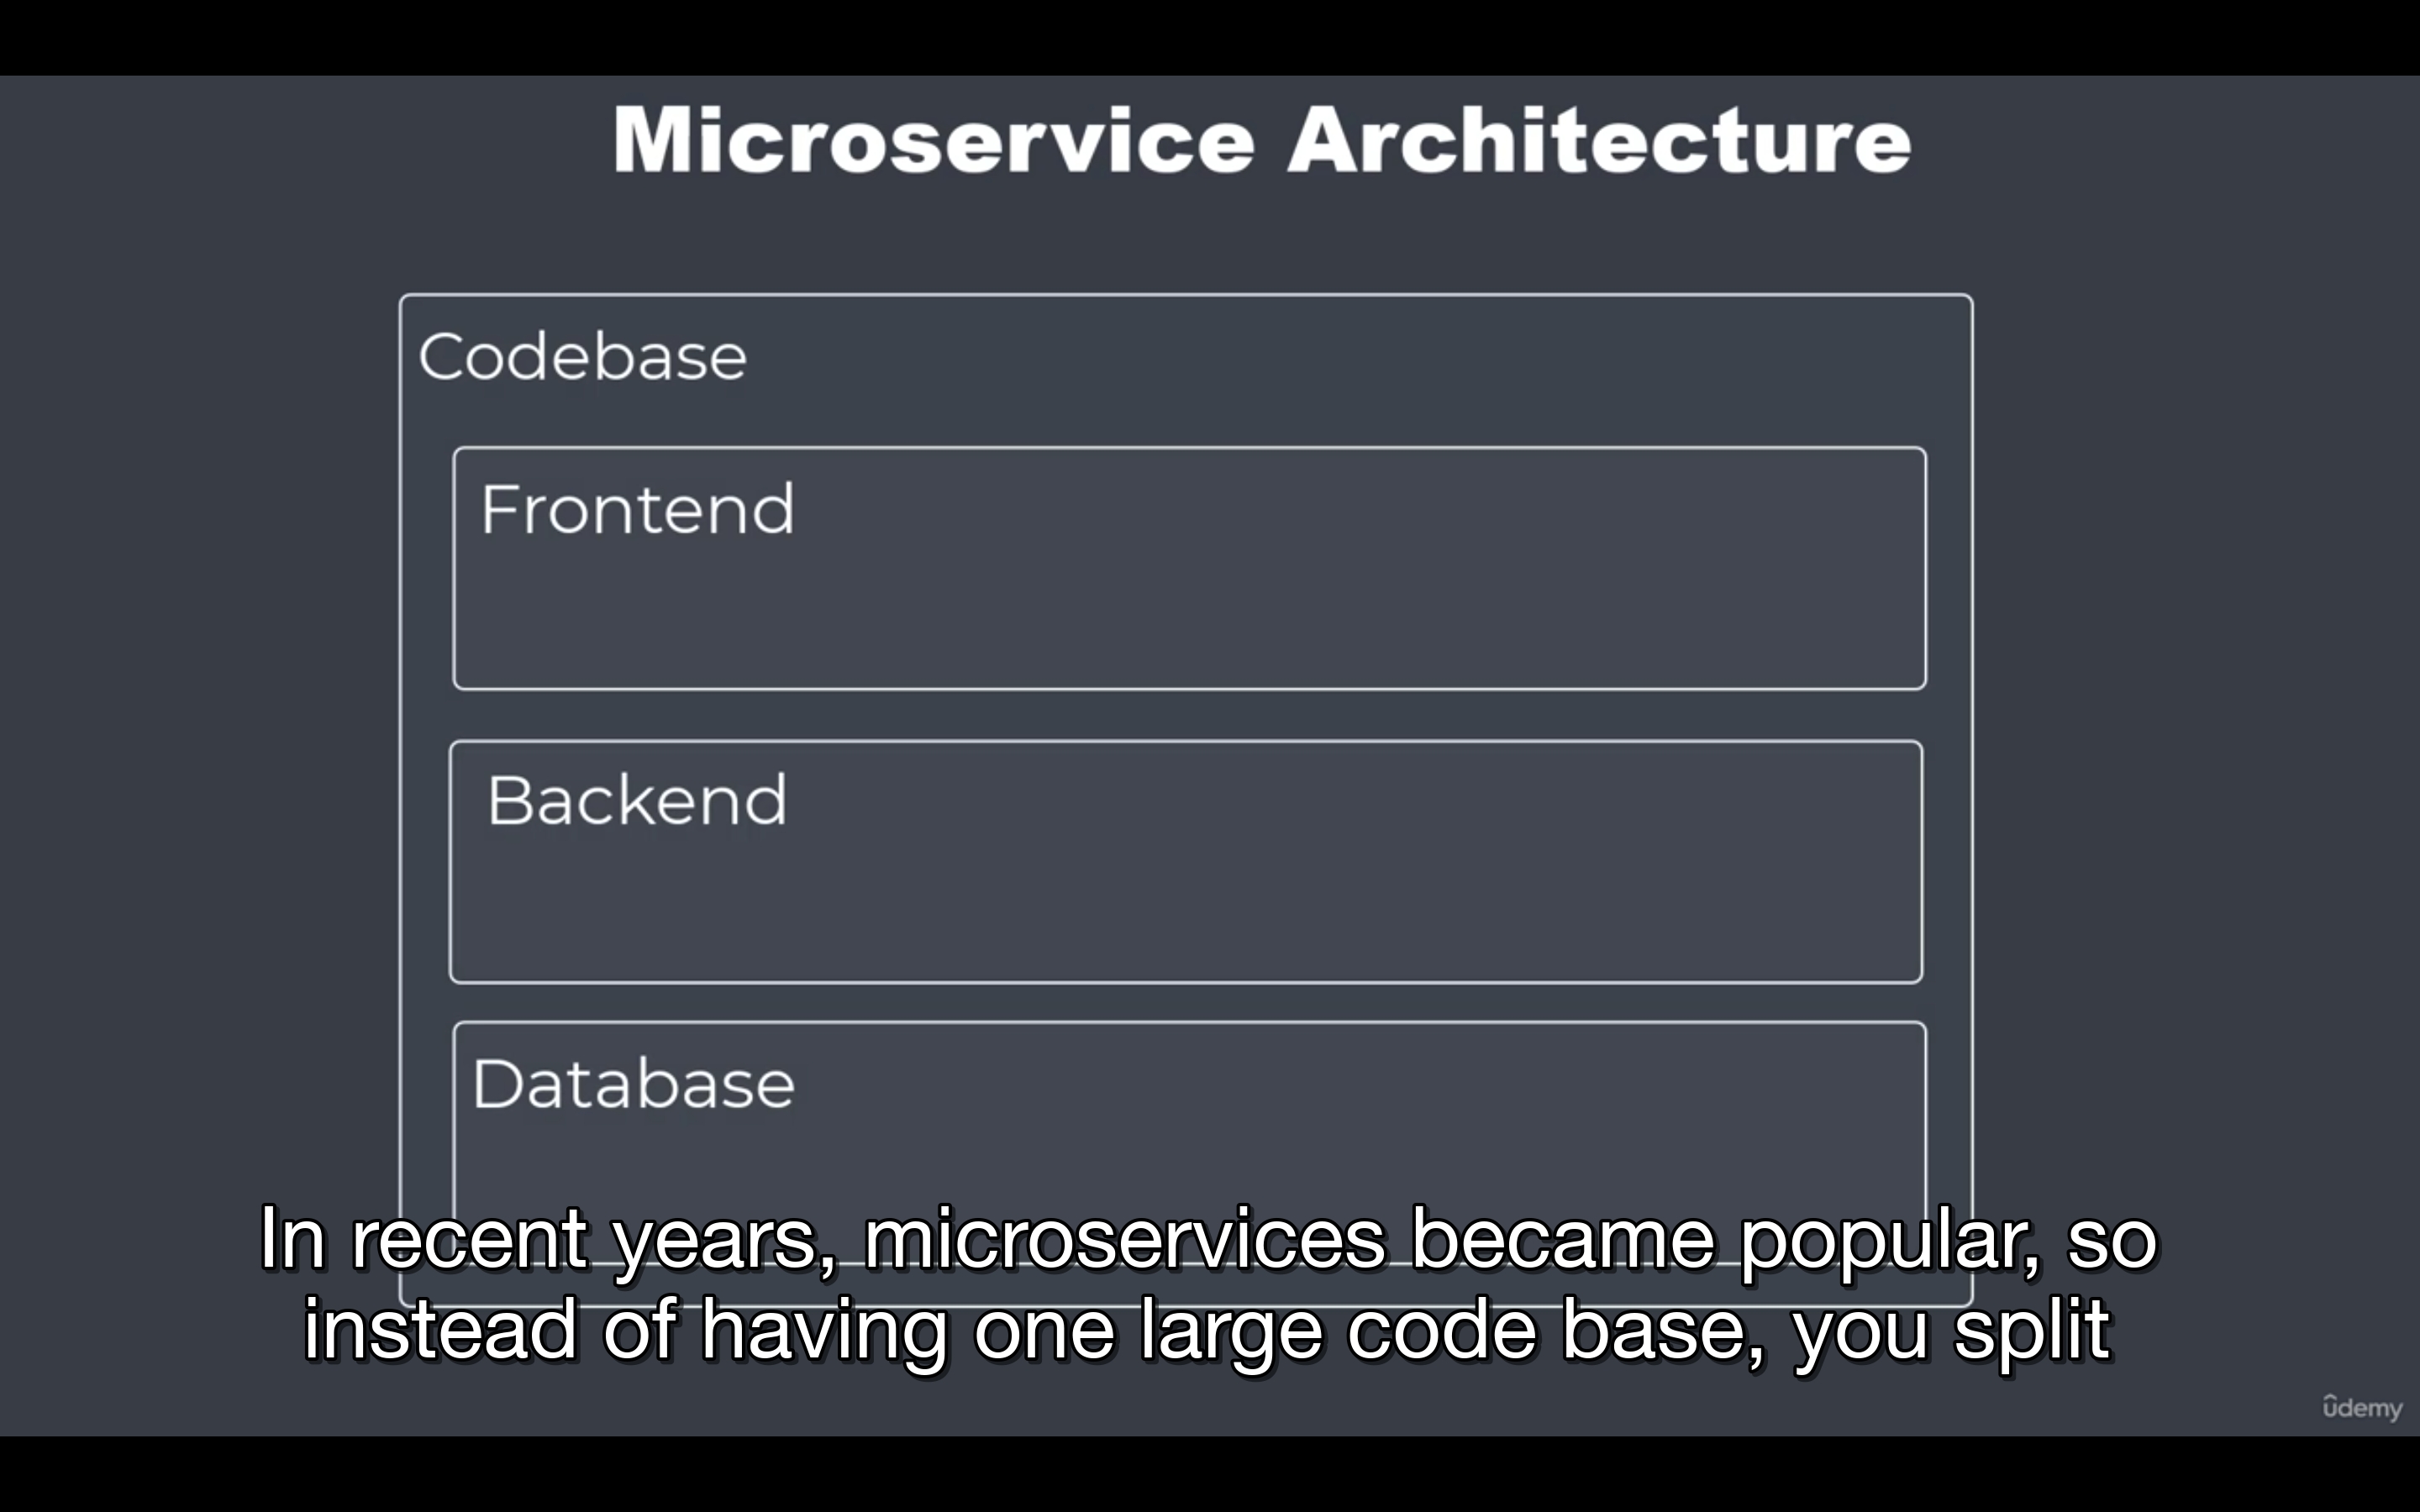 Microservice Architecture
Codebase
Frontend
Backend
Database
In recent years, microservices became popular, so
instead of having one large code base, you split
ûdemy